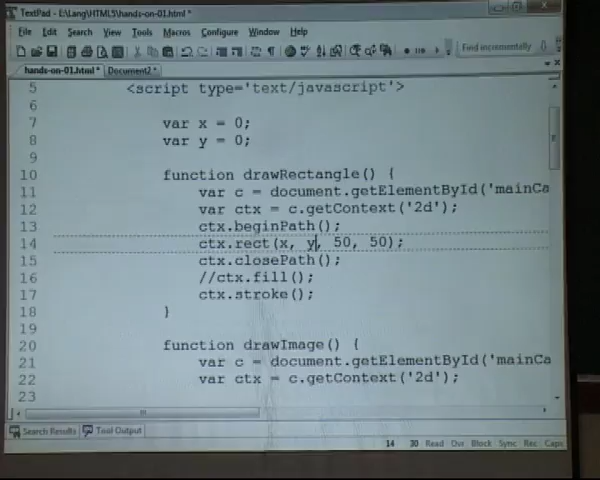 TextPad - E:\Lang\HTML5\hands-on-01.html *
File Edit Search View Tools Macros Configure Window Help
Find incrementally
hands-on-01.html * Document2 *
5 <script type='text/javascript'>
6
7 var x = 0;
8 var y = 0;
9
10 function drawRectangle() {
11 var c = document.getElementById('mainCa
12 var ctx = c.getContext('2d');
13 ctx.beginPath();
14 ctx.rect(x, y, 50, 50);
15 ctx.closePath();
16 //ctx.fill();
17 ctx.stroke();
18 }
19
20 function drawImage() {
21 var c = document.getElementById('mainCa
22 var ctx = c.getContext('2d');
23
Search Results Tool Output
14 30 Read Ovr Block Sync Rec Caps